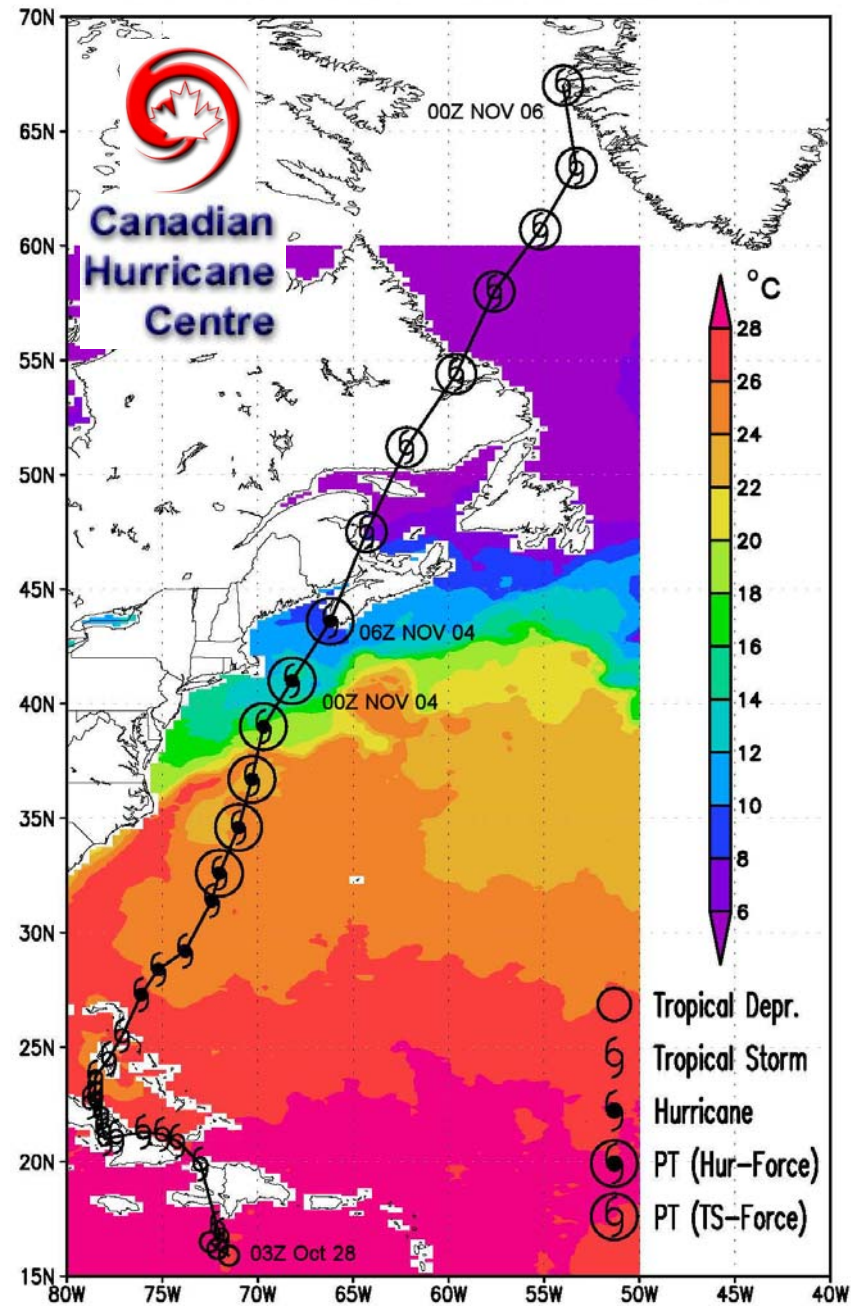 70N
65N
60N
55N
50N
45N
40N
35N
30N
25N
20N
15N
Canadian
Hurricane
Centre
00Z NOV 06
06Z NOV 04
00Z NOV 04
03Z Oct 28
°C
28
26
24
22
20
18
16
14
12
10
8
6
Tropical Depr.
Tropical Storm
Hurricane
PT (Hur-Force)
PT (TS-Force)
80W 75W 70W 65W 60W 55W 50W 45W 40W